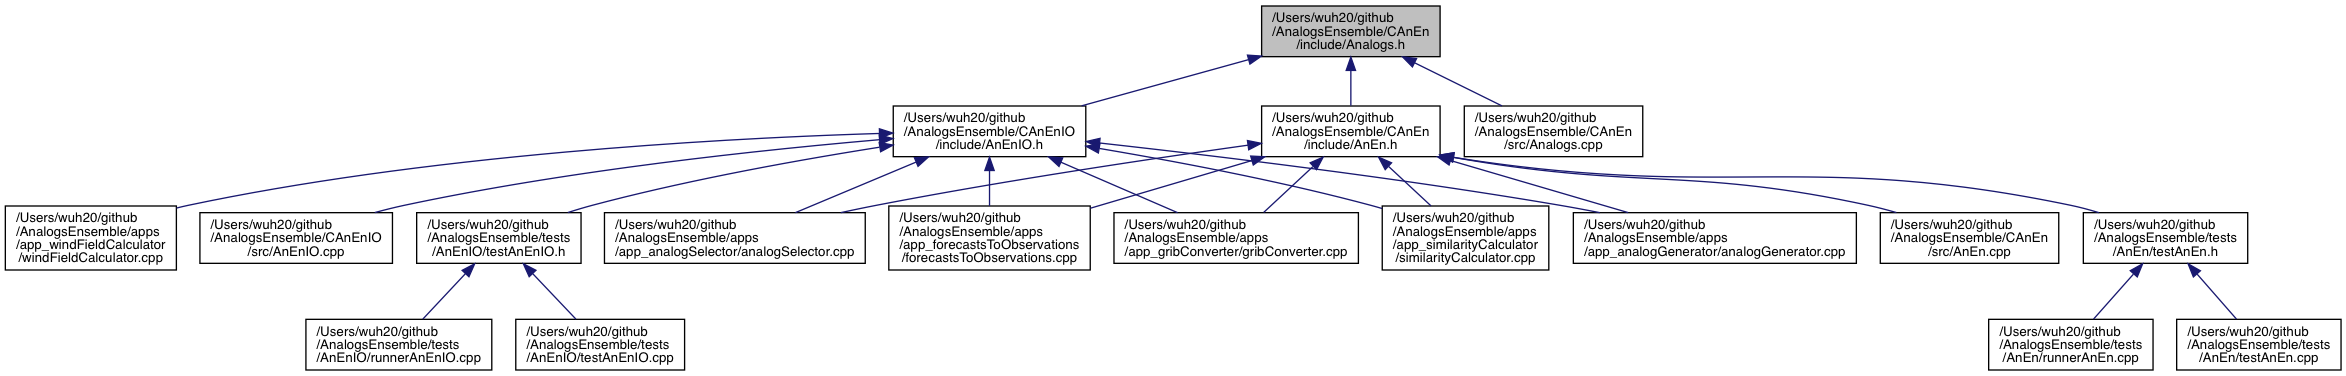 /Users/wuh20/github
/AnalogsEnsemble/CAnEn
/include/Analogs.h
/Users/wuh20/github
/AnalogsEnsemble/CAnEnIO
/include/AnEnIO.h
/Users/wuh20/github
/AnalogsEnsemble/CAnEn
/include/AnEn.h
/Users/wuh20/github
/AnalogsEnsemble/CAnEn
/src/Analogs.cpp
/Users/wuh20/github
/AnalogsEnsemble/apps
/app_windFieldCalculator
/windFieldCalculator.cpp
/Users/wuh20/github
/AnalogsEnsemble/CAnEnIO
/src/AnEnIO.cpp
/Users/wuh20/github
/AnalogsEnsemble/tests
/AnEnIO/testAnEnIO.h
/Users/wuh20/github
/AnalogsEnsemble/apps
/app_analogSelector/analogSelector.cpp
/Users/wuh20/github
/AnalogsEnsemble/apps
/app_forecastsToObservations
/forecastsToObservations.cpp
/Users/wuh20/github
/AnalogsEnsemble/apps
/app_gribConverter/gribConverter.cpp
/Users/wuh20/github
/AnalogsEnsemble/apps
/app_similarityCalculator
/similarityCalculator.cpp
/Users/wuh20/github
/AnalogsEnsemble/apps
/app_analogGenerator/analogGenerator.cpp
/Users/wuh20/github
/AnalogsEnsemble/CAnEn
/src/AnEn.cpp
/Users/wuh20/github
/AnalogsEnsemble/tests
/AnEn/testAnEn.h
/Users/wuh20/github
/AnalogsEnsemble/tests
/AnEnIO/runnerAnEnIO.cpp
/Users/wuh20/github
/AnalogsEnsemble/tests
/AnEnIO/testAnEnIO.cpp
/Users/wuh20/github
/AnalogsEnsemble/tests
/AnEn/runnerAnEn.cpp
/Users/wuh20/github
/AnalogsEnsemble/tests
/AnEn/testAnEn.cpp